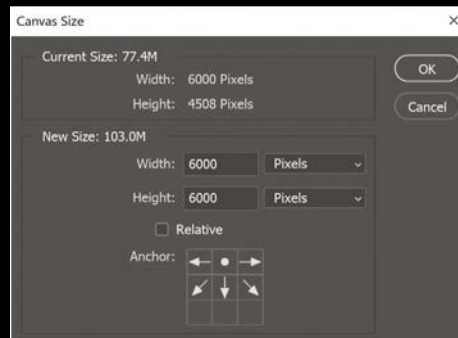 Canvas Size
Current Size: 77.4M
Width: 6000 Pixels
Height: 4508 Pixels
OK
Cancel
New Size: 103.0M
Width: 6000 Pixels
Height: 6000 Pixels
Relative
Anchor: